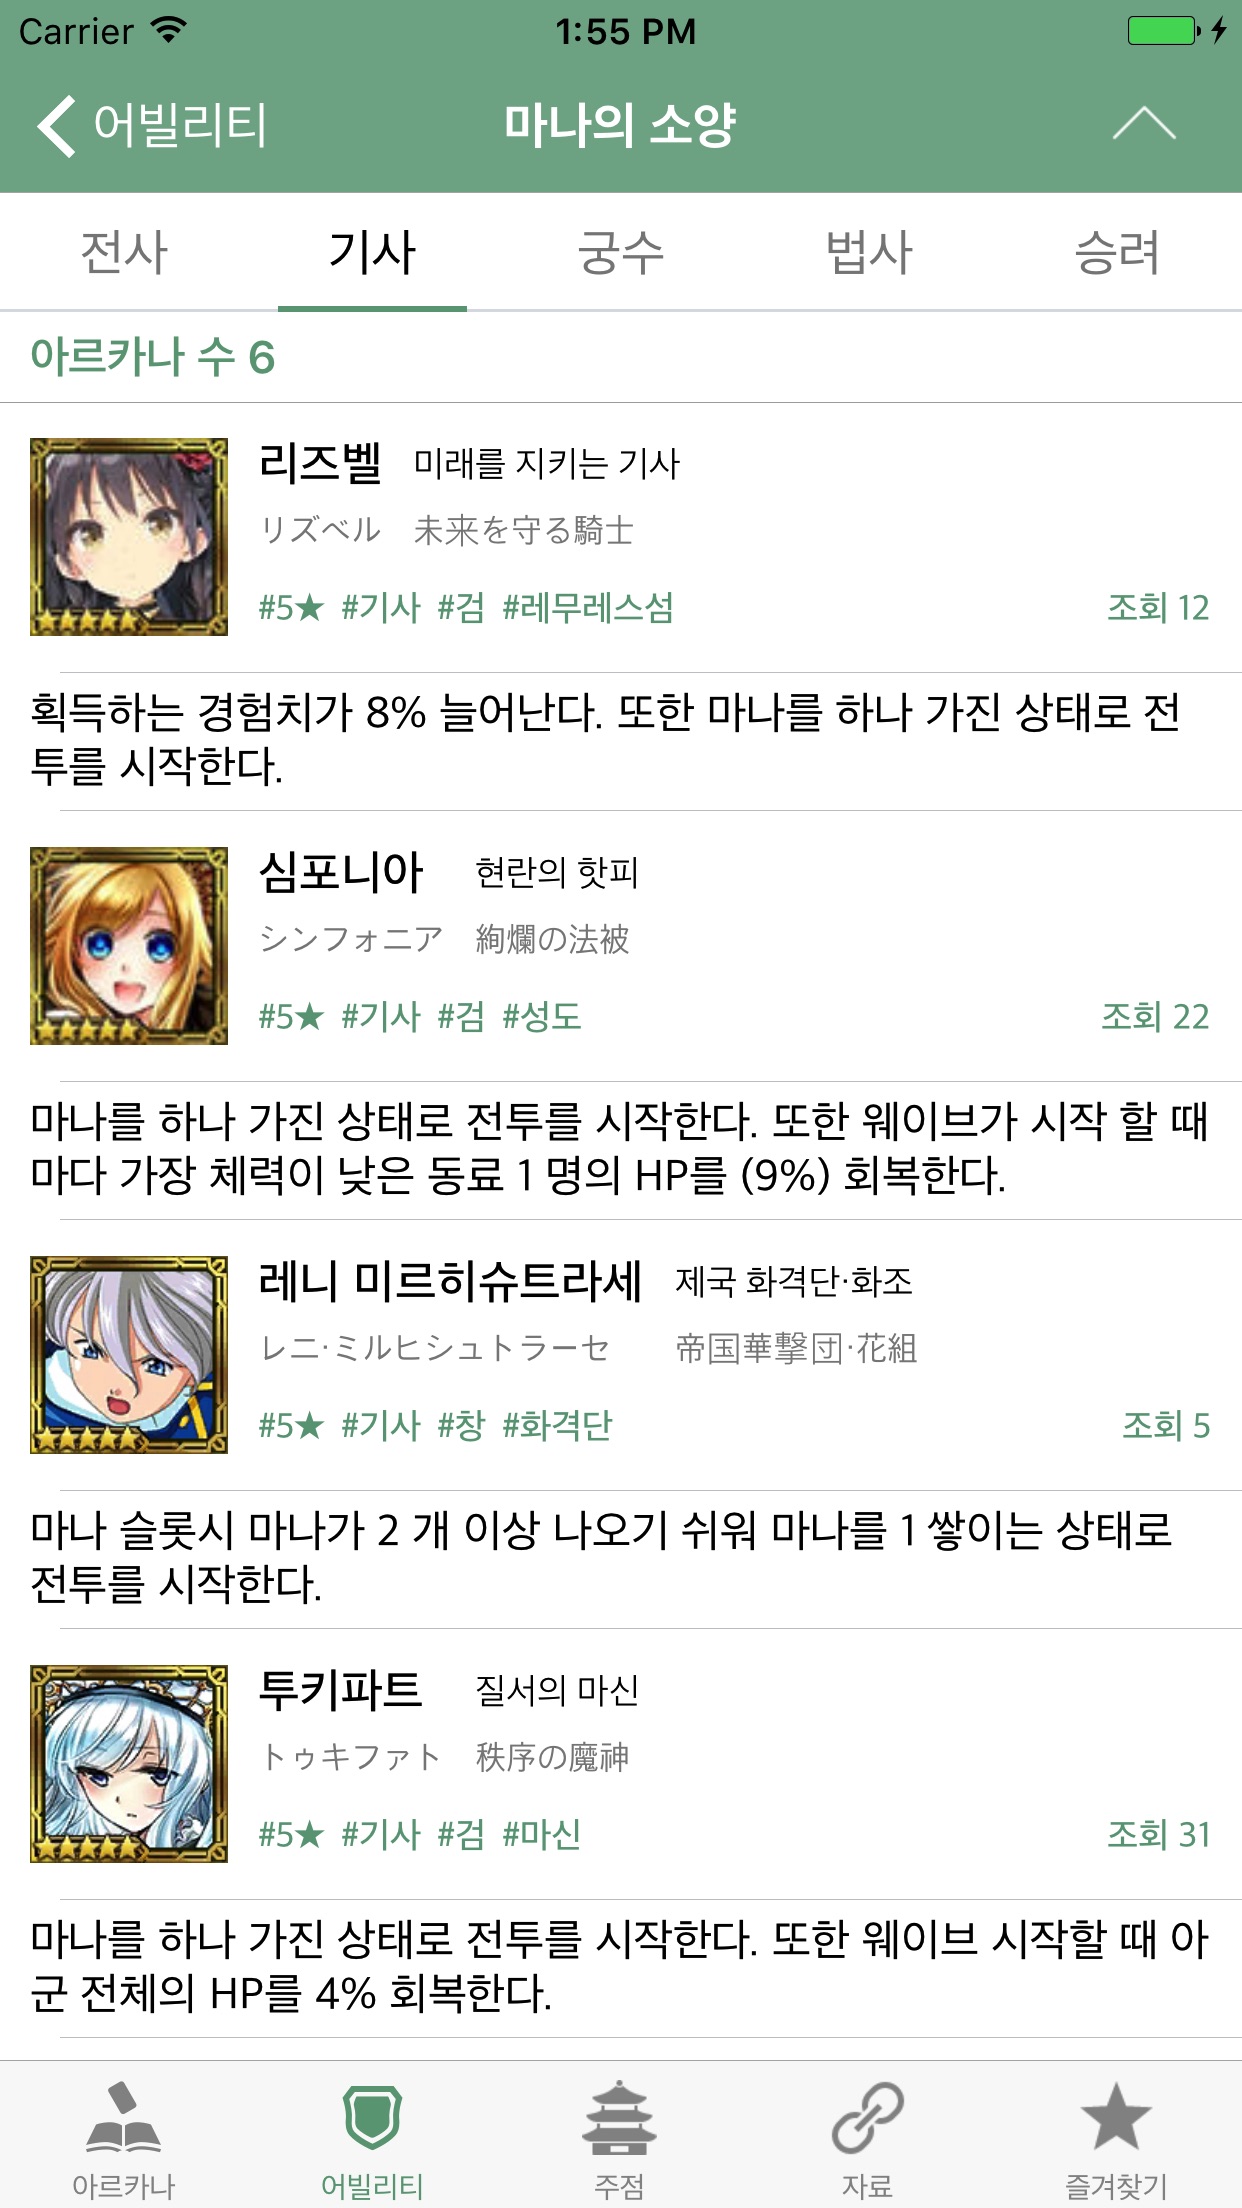 Carrier 1:55 PM
어빌리티 마나의 소양
전사 기사 궁수 법사 승려
아르카나 수 6
리즈벨 미래를 지키는 기사
リズベル 未来を守る騎士
#5★ #기사 #검 #레무레스섬 조회 12
획득하는 경험치가 8% 늘어난다. 또한 마나를 하나 가진 상태로 전
투를 시작한다.
심포니아 현란의 핫피
シンフォニア 絢爛の法被
#5★ #기사 #검 #성도 조회 22
마나를 하나 가진 상태로 전투를 시작한다. 또한 웨이브가 시작 할 때
마다 가장 체력이 낮은 동료 1 명의 HP를 (9%) 회복한다.
레니 미르히슈트라세 제국 화격단·화조
レニ·ミルヒシュトラーセ 帝国華撃団·花組
#5★ #기사 #창 #화격단 조회 5
마나 슬롯시 마나가 2 개 이상 나오기 쉬워 마나를 1 쌓이는 상태로
전투를 시작한다.
투키파트 질서의 마신
トゥキファト 秩序の魔神
#5★ #기사 #검 #마신 조회 31
마나를 하나 가진 상태로 전투를 시작한다. 또한 웨이브 시작할 때 아
군 전체의 HP를 4% 회복한다.
아르카나 어빌리티 주점 자료 즐겨찾기